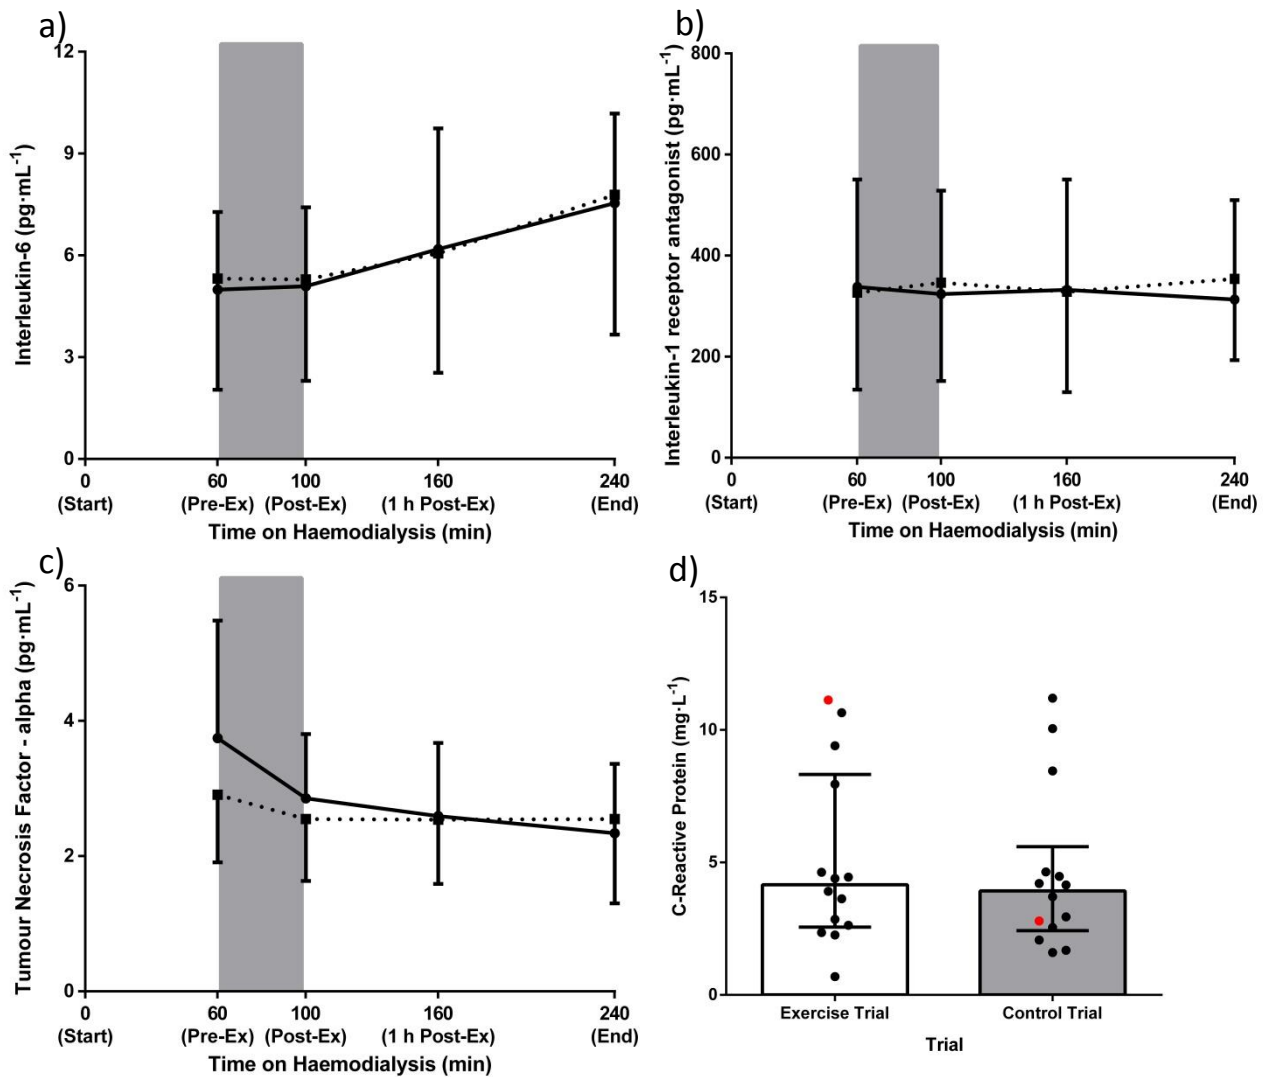 a)
Interleukin-6 (pg·mL-1)
12
9
6
3
0
0 60 100 160 240
(Start) (Pre-Ex) (Post-Ex) (1 h Post-Ex) (End)
Time on Haemodialysis (min)
b)
Interleukin-1 receptor antagonist (pg·mL-1)
800
600
400
200
0
0 60 100 160 240
(Start) (Pre-Ex) (Post-Ex) (1 h Post-Ex) (End)
Time on Haemodialysis (min)
c)
Tumour Necrosis Factor - alpha (pg·mL-1)
6
4
2
0
0 60 100 160 240
(Start) (Pre-Ex) (Post-Ex) (1 h Post-Ex) (End)
Time on Haemodialysis (min)
d)
C-Reactive Protein (mg·L-1)
15
10
5
0
Exercise Trial Control Trial
Trial